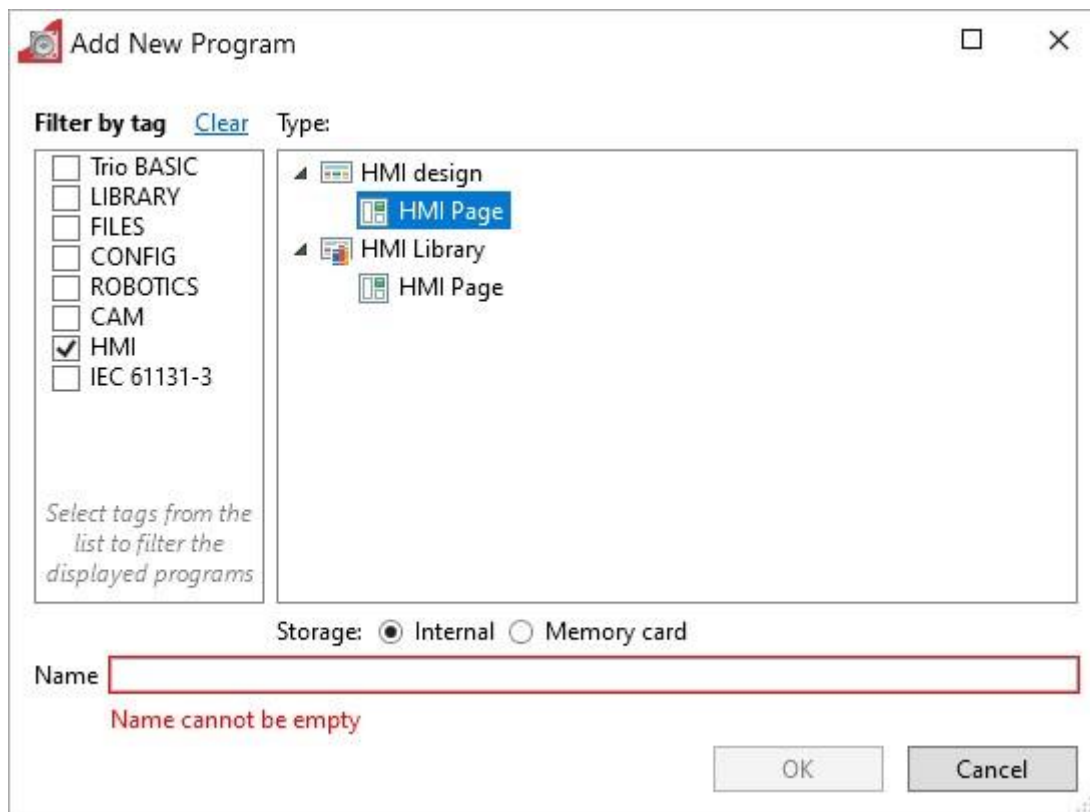 Add New Program
Filter by tag Clear Type:
Trio BASIC
LIBRARY
FILES
CONFIG
ROBOTICS
CAM
HMI
IEC 61131-3
Select tags from the
list to filter the
displayed programs
HMI design
HMI Page
HMI Library
HMI Page
Storage: Internal Memory card
Name
Name cannot be empty
OK Cancel